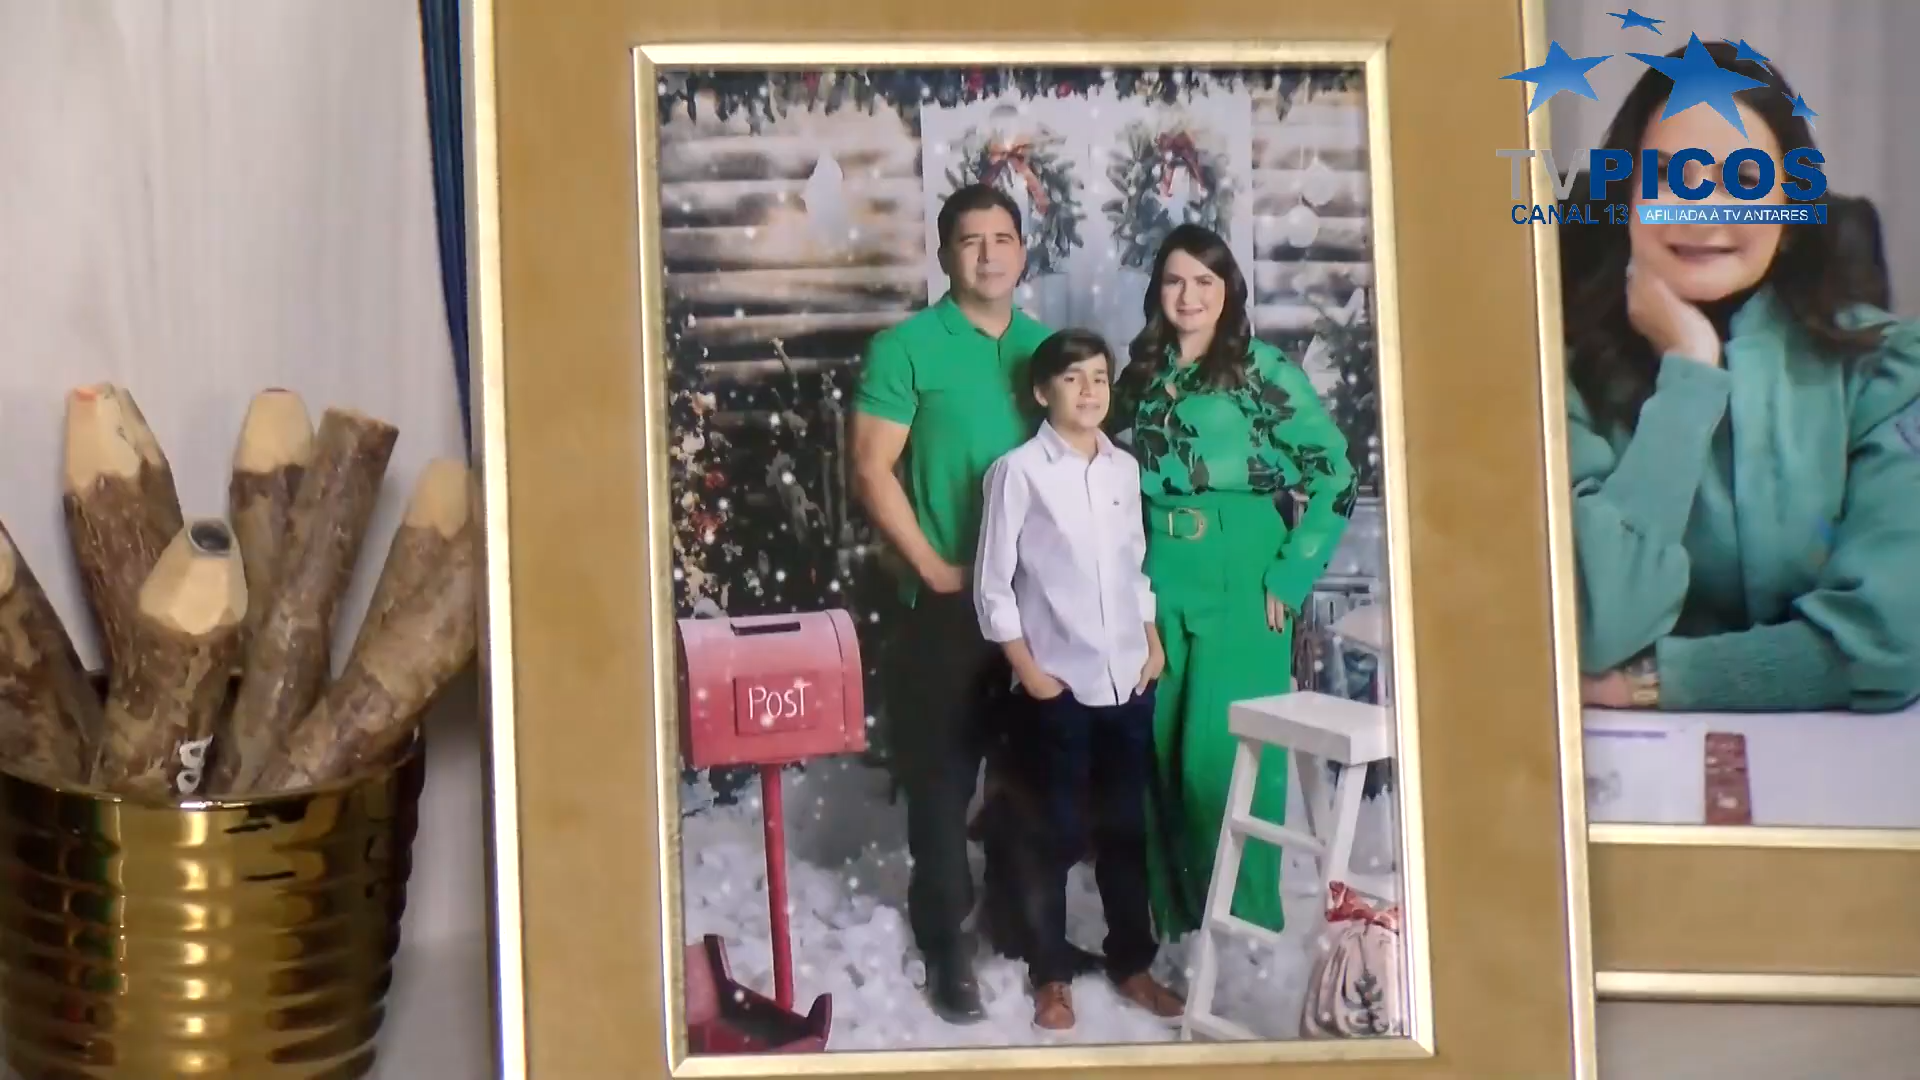 TVPICOS
CANAL 13 AFILIADA À TV ANTARES
POST